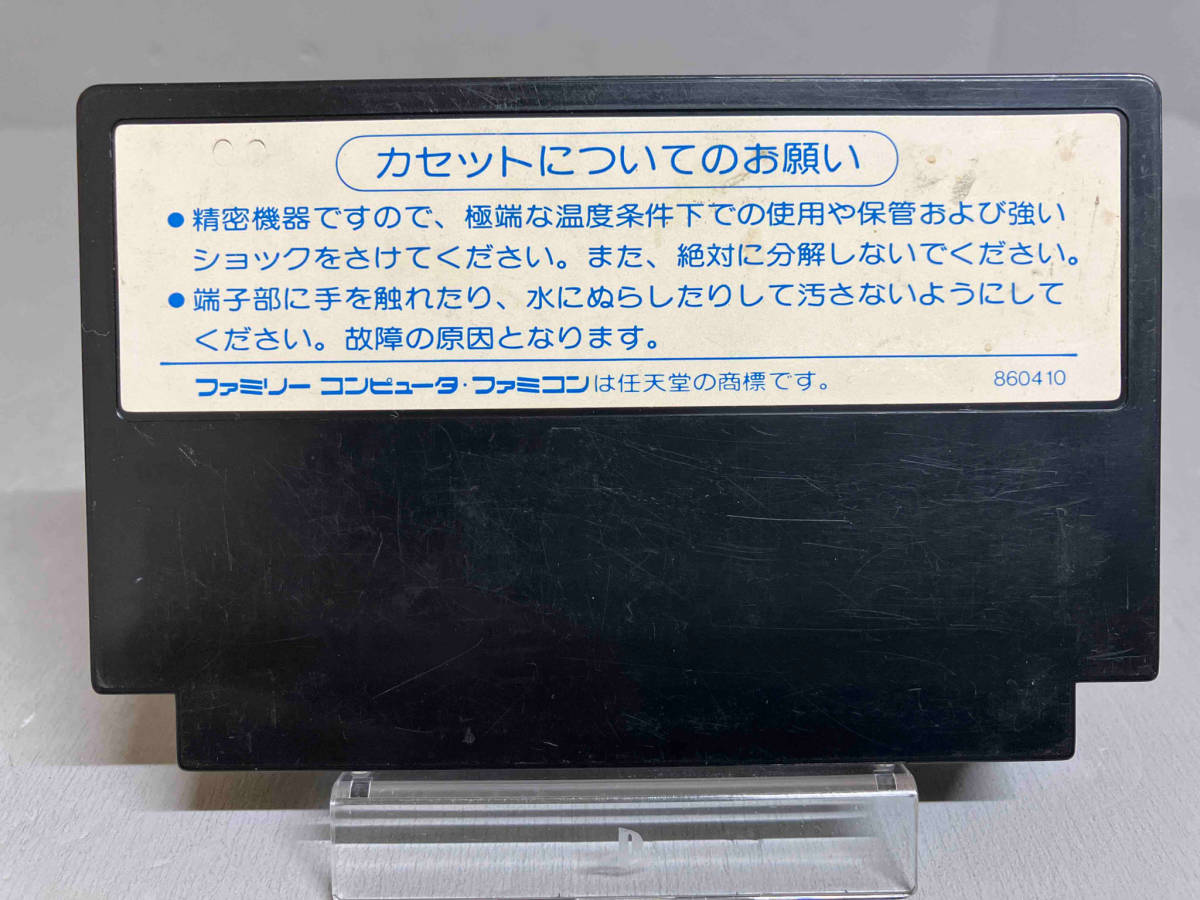 カセットについてのお願い
●精密機器ですので、極端な温度条件下での使用や保管および強い
ショックをさけてください。また、絶対に分解しないでください。
●端子部に手を触れたり、水にぬらしたりして汚さないようにして
ください。故障の原因となります。
ファミリーコンピュータ・ファミコンは任天堂の商標です。 860410